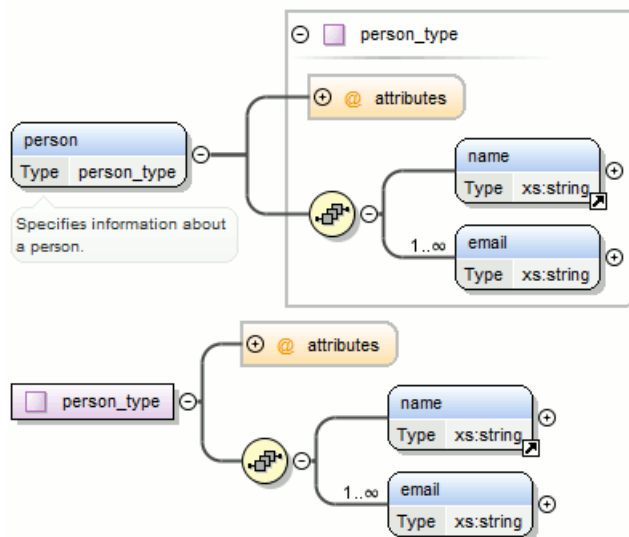 person_type
@ attributes
person
Type person_type
Specifies information about
a person.
name
Type xs:string
1..∞
email
Type xs:string
@ attributes
person_type
name
Type xs:string
1..∞
email
Type xs:string